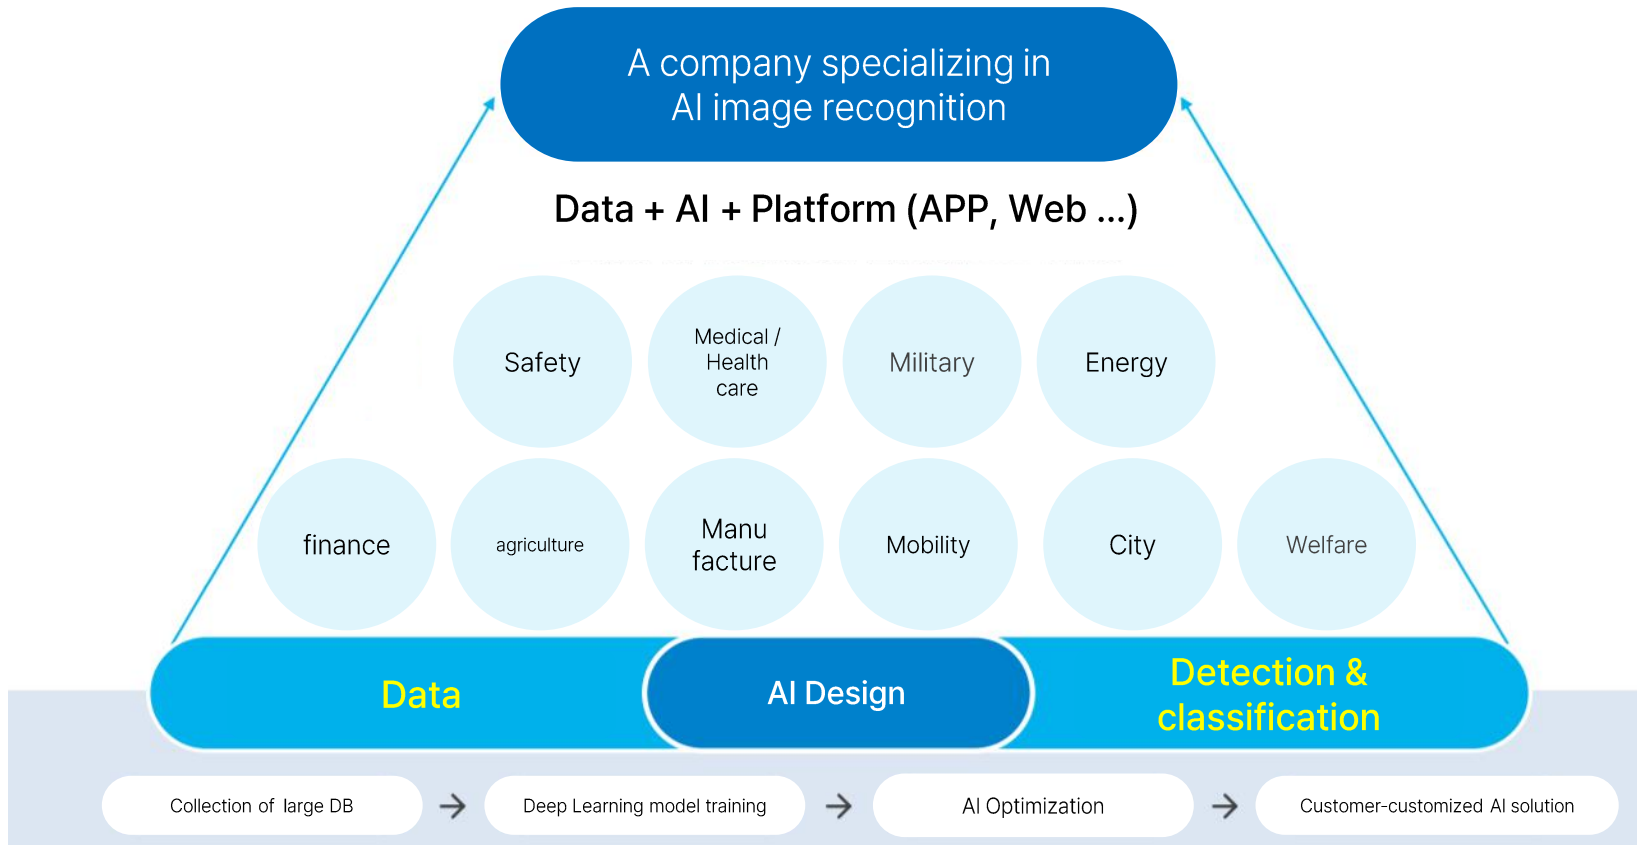 A company specializing in
AI image recognition
Data + AI + Platform (APP, Web ...)
Safety
Medical /
Health
care
Military
Energy
finance
agriculture
Manu
facture
Mobility
City
Welfare
Data
AI Design
Detection &
classification
Collection of large DB
Deep Learning model training
AI Optimization
Customer-customized AI solution